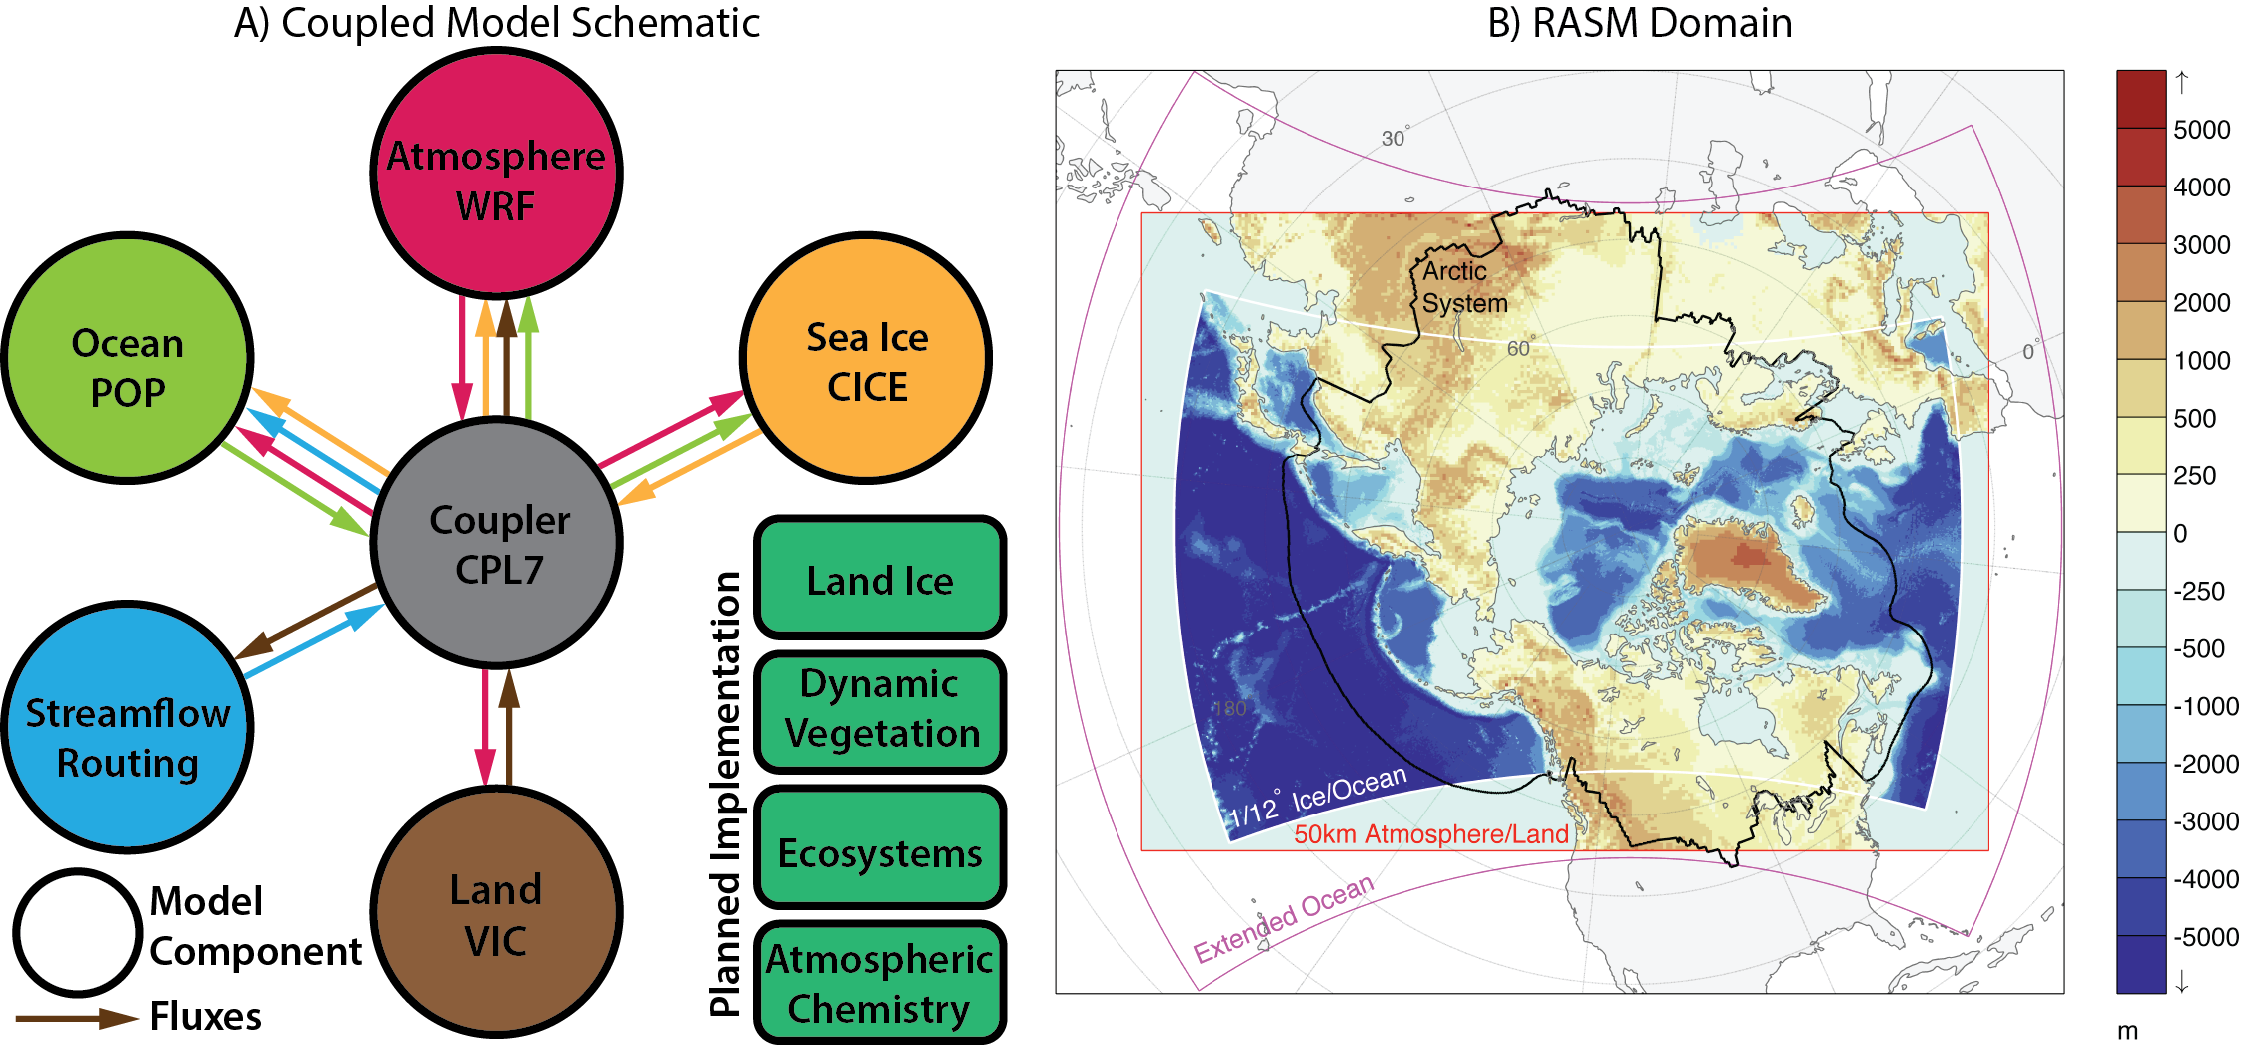 A) Coupled Model Schematic
Atmosphere
WRF
Ocean
POP
Sea Ice
CICE
Coupler
CPL7
Streamflow
Routing
Land
VIC
Model
Component
Fluxes
Planned Implementation
Land Ice
Dynamic
Vegetation
Ecosystems
Atmospheric
Chemistry
B) RASM Domain
30°
Arctic
System
60°
0°
180
1/12° Ice/Ocean
50km Atmosphere/Land
Extended Ocean
↑
5000
4000
3000
2000
1000
500
250
0
-250
-500
-1000
-2000
-3000
-4000
-5000
↓
m